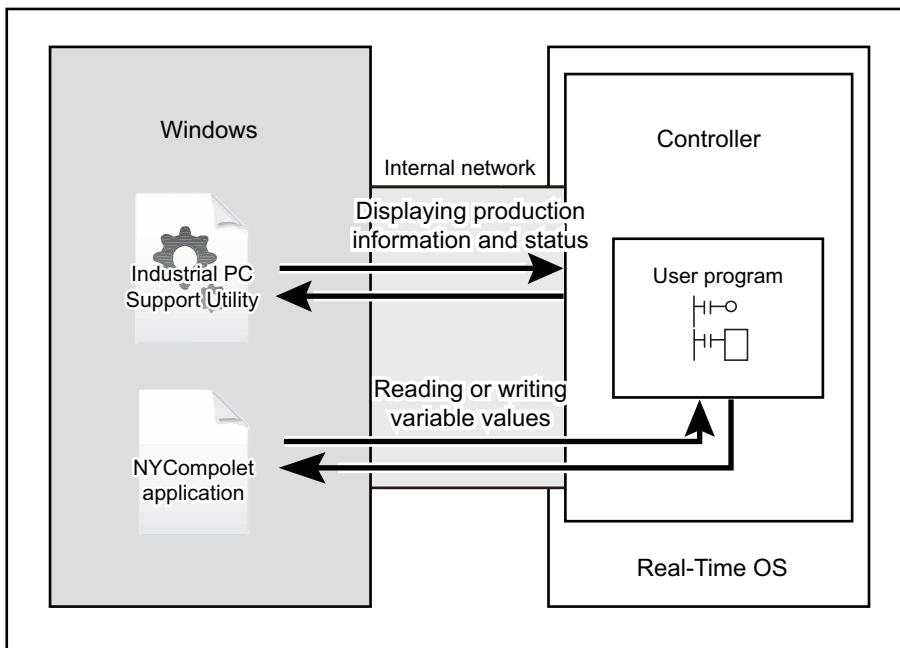 Windows
Controller
Internal network
Displaying production
information and status
Industrial PC
Support Utility
User program
Reading or writing
variable values
NYCompolet
application
Real-Time OS